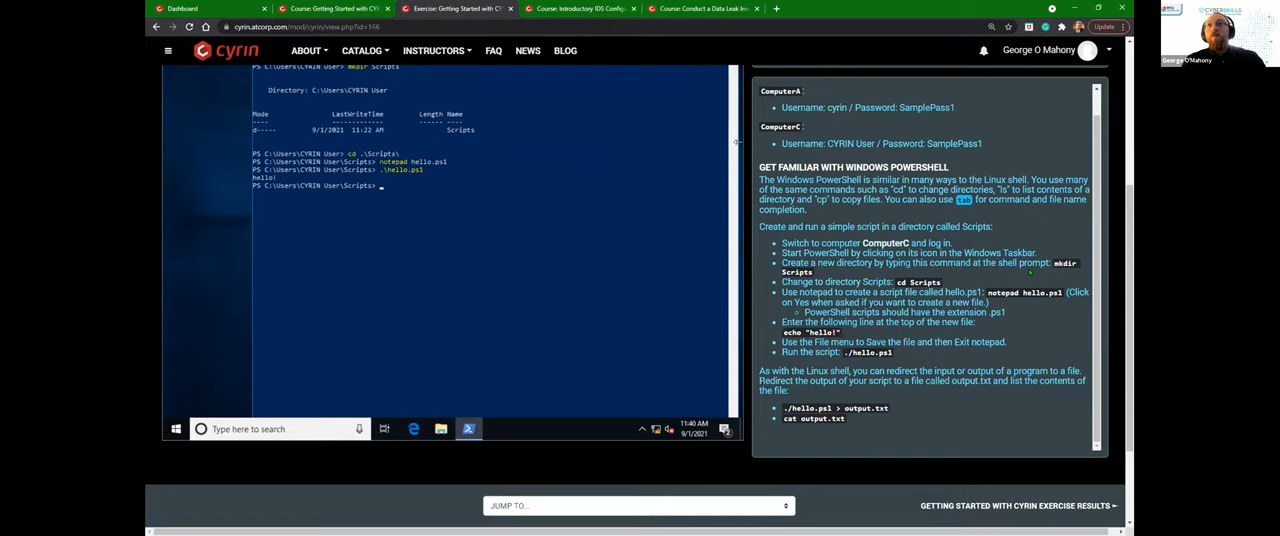 Dashboard
Course: Getting Started with CYRI
Exercise: Getting Started with CY
Course: Introductory IDS Config
Course: Conduct a Data Leak In
cyrin.atcorp.com/mod/cyrin/view.php?id=166
Update
cyrin
ABOUT
CATALOG
INSTRUCTORS
FAQ
NEWS
BLOG
George O Mahony
CYBERSKILLS
George O'Mahony
PS C:\Users\CYRIN User> mkdir Scripts
Directory: C:\Users\CYRIN User
Mode LastWriteTime Length Name
---- ------------- ------ ----
d----- 9/1/2021 11:22 AM Scripts
PS C:\Users\CYRIN User> cd .\Scripts\
PS C:\Users\CYRIN User\Scripts> notepad hello.ps1
PS C:\Users\CYRIN User\Scripts> .\hello.ps1
hello!
PS C:\Users\CYRIN User\Scripts> _
Type here to search
11:40 AM
9/1/2021
2
ComputerA:
• Username: cyrin / Password: SamplePass1
ComputerC:
• Username: CYRIN User / Password: SamplePass1
GET FAMILIAR WITH WINDOWS POWERSHELL
The Windows PowerShell is similar in many ways to the Linux shell. You use many
of the same commands such as "cd" to change directories, "ls" to list contents of a
directory and "cp" to copy files. You can also use tab for command and file name
completion.
Create and run a simple script in a directory called Scripts:
• Switch to computer ComputerC and log in.
• Start PowerShell by clicking on its icon in the Windows Taskbar.
• Create a new directory by typing this command at the shell prompt: mkdir
Scripts
• Change to directory Scripts: cd Scripts
• Use notepad to create a script file called hello.ps1: notepad hello.ps1 (Click
on Yes when asked if you want to create a new file.)
◦ PowerShell scripts should have the extension .ps1
• Enter the following line at the top of the new file:
echo "hello!"
• Use the File menu to Save the file and then Exit notepad.
• Run the script: ./hello.ps1
As with the Linux shell, you can redirect the input or output of a program to a file.
Redirect the output of your script to a file called output.txt and list the contents of
the file:
• ./hello.ps1 > output.txt
• cat output.txt
JUMP TO...
GETTING STARTED WITH CYRIN EXERCISE RESULTS